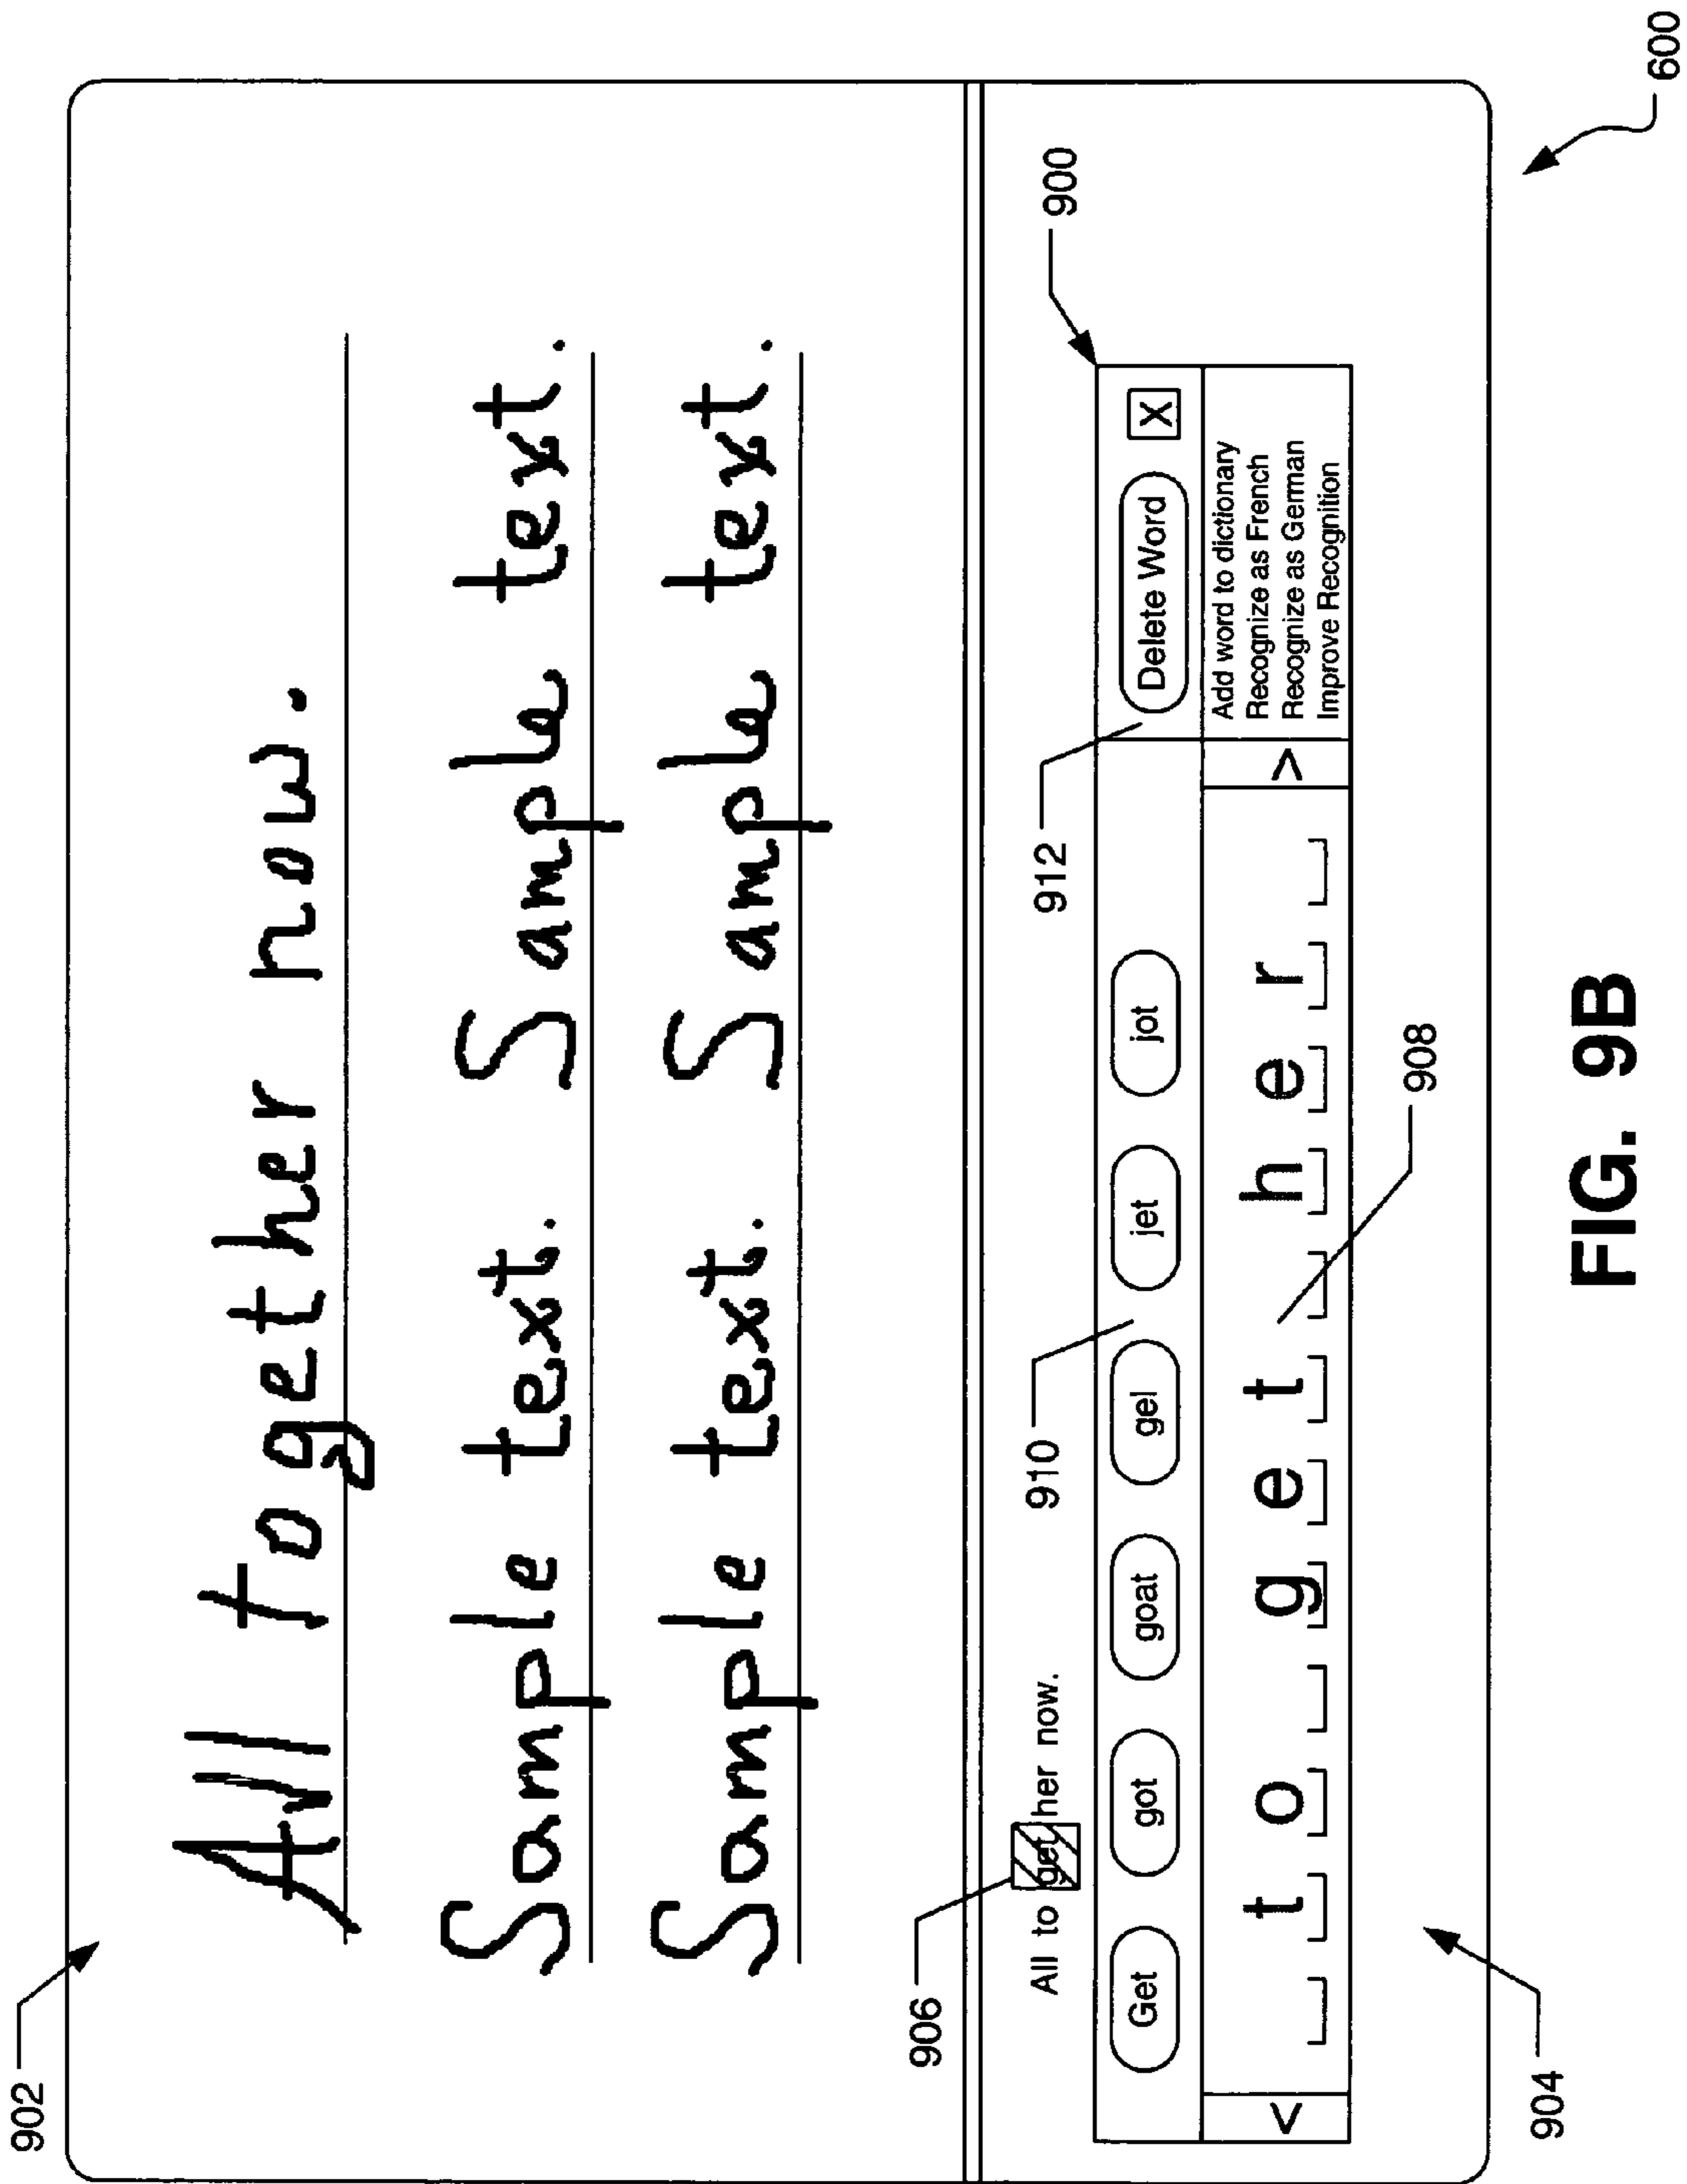 902
All together now.
Sample text. Sample text.
Sample text. Sample text.
906
910
912
900
All to get her now.
Get got goat gel jet jot Delete Word X
< t o g e t h e r >
Add word to dictionary
Recognize as French
Recognize as German
Improve Recognition
908
904
600
FIG. 9B